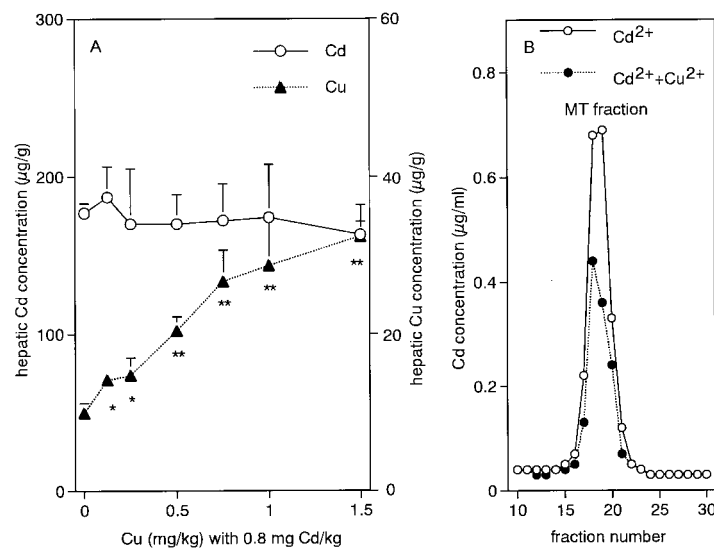 A
Cd
Cu
300
200
100
0
hepatic Cd concentration (µg/g)
60
40
20
0
hepatic Cu concentration (µg/g)
*
*
**
**
**
**
0
0.5
1
1.5
Cu (mg/kg) with 0.8 mg Cd/kg
B
Cd2+
Cd2++Cu2+
MT fraction
0.8
0.6
0.4
0.2
0
Cd concentration (µg/ml)
10
15
20
25
30
fraction number